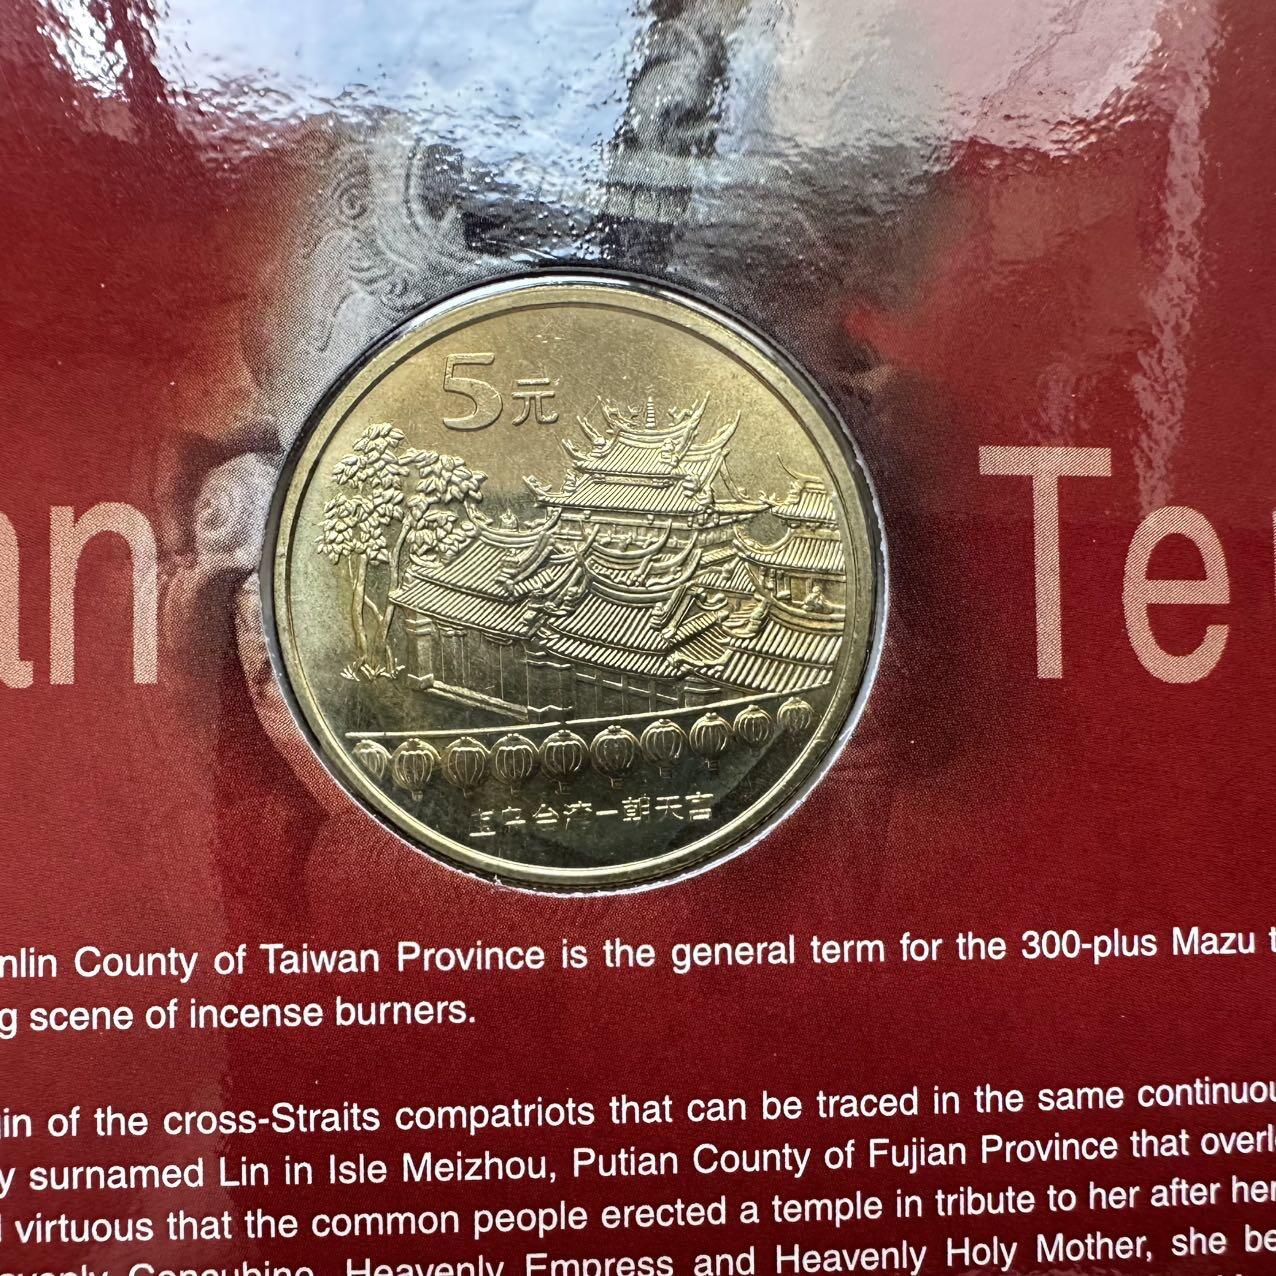 5元
宝岛台湾－朝天宫
an Te
nlin County of Taiwan Province is the general term for the 300-plus Mazu t
g scene of incense burners.
in of the cross-Straits compatriots that can be traced in the same continuou
y surnamed Lin in Isle Meizhou, Putian County of Fujian Province that overl
virtuous that the common people erected a temple in tribute to her after her
Concubine, Heavenly Empress and Heavenly Holy Mother, she be